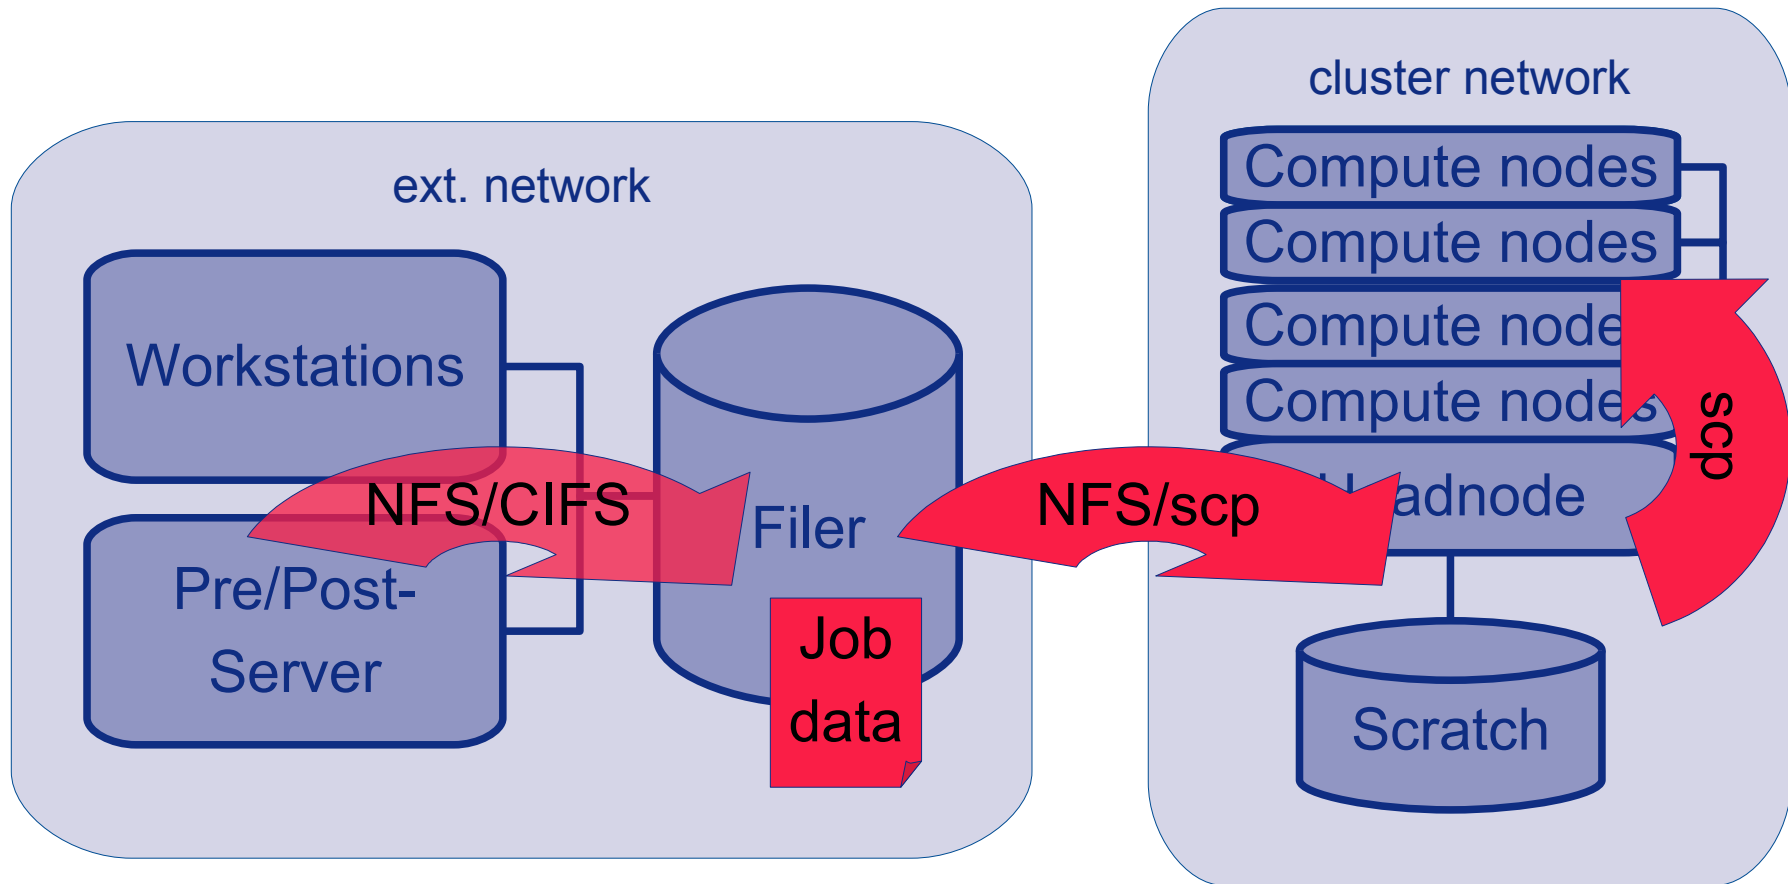 cluster network
Compute nodes
Compute nodes
Compute node
Compute nodes
adnode
Scratch
scp
ext. network
Workstations
Pre/Post-
Server
NFS/CIFS
Filer
Job
data
NFS/scp